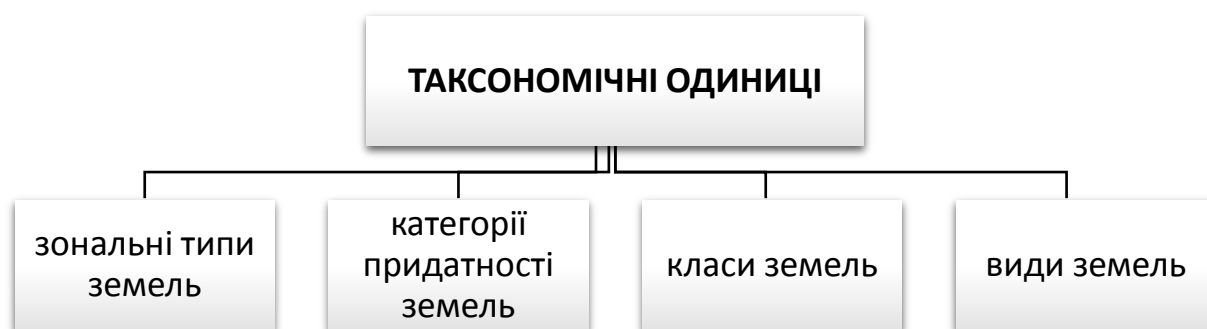 ТАКСОНОМІЧНІ ОДИНИЦІ
зональні типи
земель
категорії
придатності
земель
класи земель
види земель